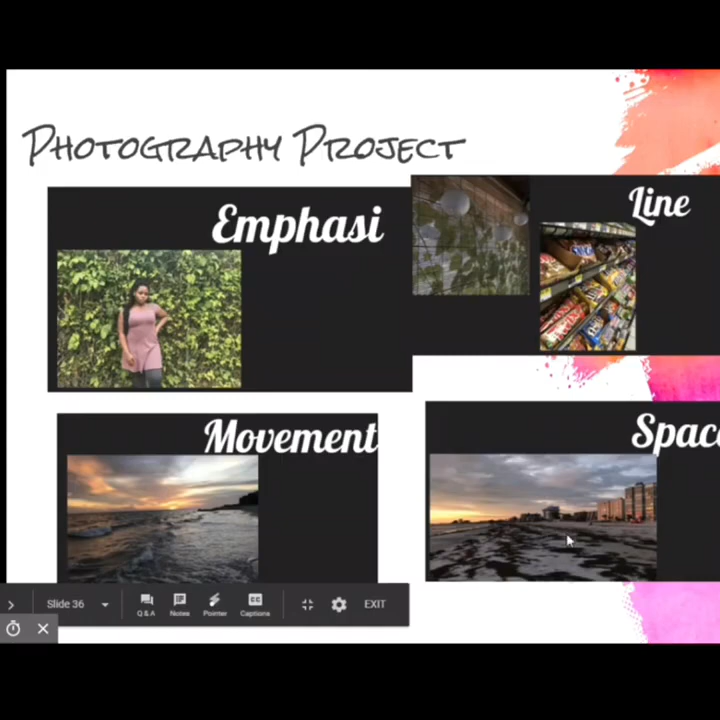 Photography Project
Emphasi
Line
Movement
Spac
Slide 36
Q & A
Notes
Pointer
Captions
EXIT